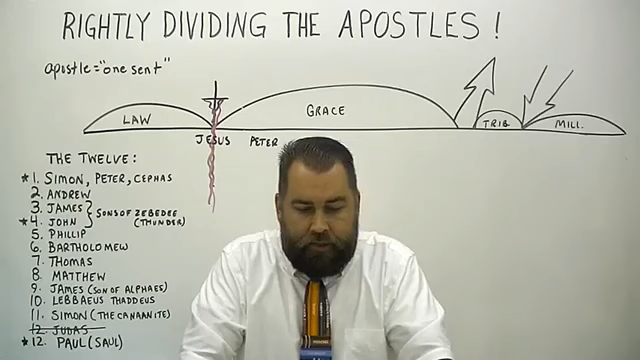 RIGHTLY DIVIDING THE APOSTLES!
apostle="one sent"
LAW
GRACE
TRIB.
MILL.
JESUS PETER
THE TWELVE:
*1. SIMON, PETER, CEPHAS
2. ANDREW
3. JAMES } SONS OF ZEBEDEE
*4. JOHN (THUNDER)
5. PHILLIP
6. BARTHOLOMEW
7. THOMAS
8. MATTHEW
9. JAMES (SON OF ALPHAES)
10. LEBBAEUS THADDEUS
11. SIMON (THE CANAANITE)
12. JUDAS
*12. PAUL (SAUL)